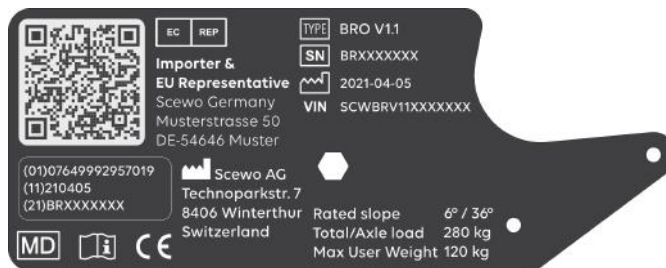 EC REP
Importer &
EU Representative
Scewo Germany
Musterstrasse 50
DE-54646 Muster
TYPE BRO V1.1
SN BRXXXXXXX
2021-04-05
VIN SCWBRV11XXXXXXX
(01)07649992957019
(11)210405
(21)BRXXXXXXX
Scewo AG
Technoparkstr. 7
8406 Winterthur
Switzerland
Rated slope 6° / 36°
Total/Axle load 280 kg
Max User Weight 120 kg
MD i CE